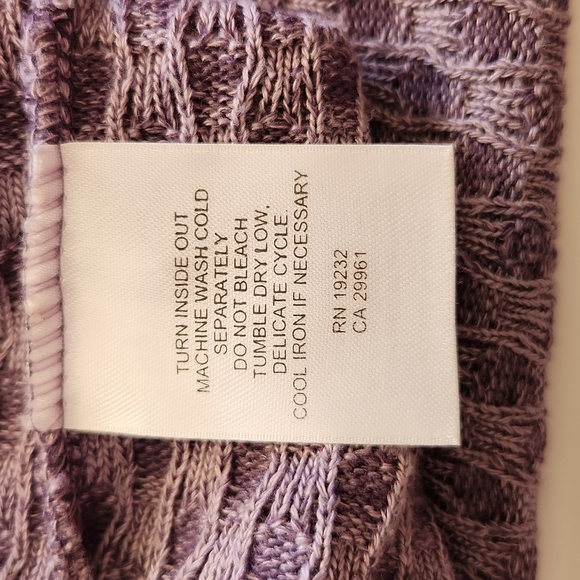 TURN INSIDE OUT
MACHINE WASH COLD
SEPARATELY
DO NOT BLEACH
TUMBLE DRY LOW,
DELICATE CYCLE.
COOL IRON IF NECESSARY
RN 19232
CA 29961